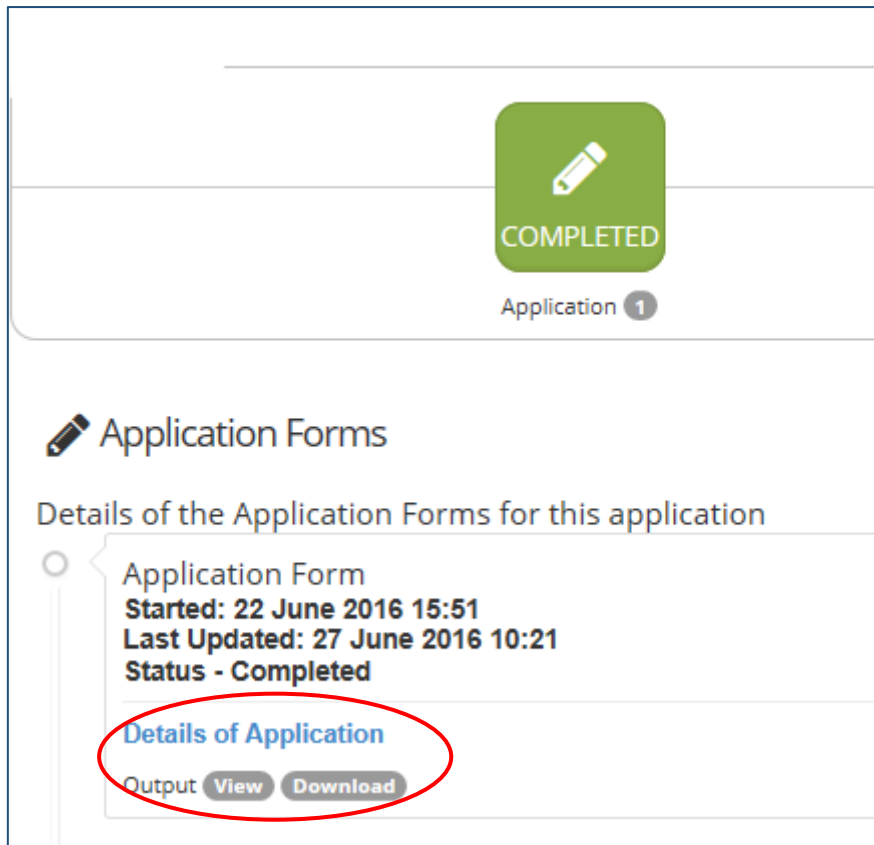 COMPLETED
Application 1
Application Forms
Details of the Application Forms for this application
Application Form
Started: 22 June 2016 15:51
Last Updated: 27 June 2016 10:21
Status - Completed
Details of Application
Output View Download